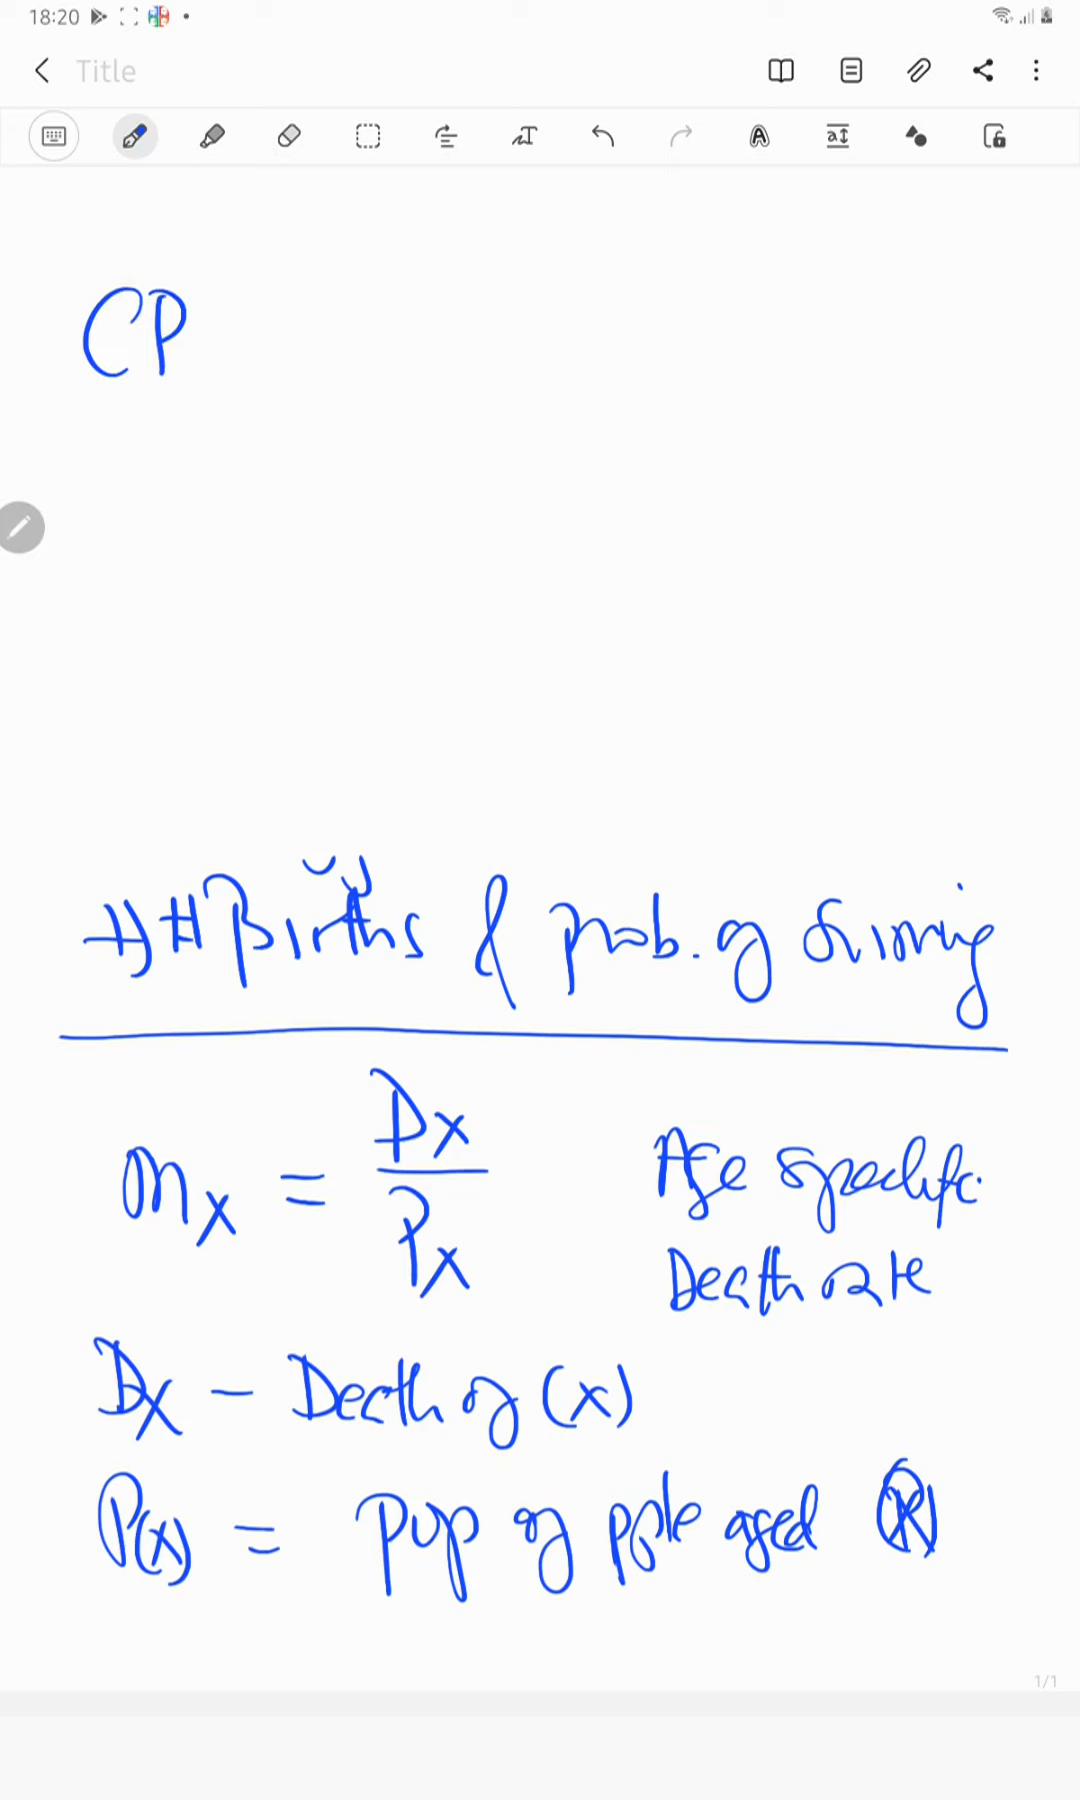 18:20
Title
CP
# # Births & prob. of surviving
mx = Dx / Px Age specific
Death rate
Dx - Death of (x)
P(x) = Pop of pple aged (x)
1/1